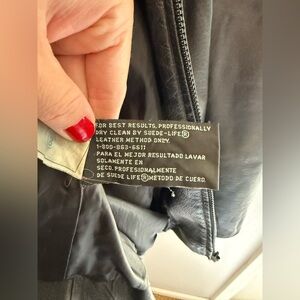 FOR BEST RESULTS, PROFESSIONALLY
DRY CLEAN BY SUEDE-LIFE®
LEATHER METHOD ONLY.
1-800-863-6511
PARA EL MEJOR RESULTADO LAVAR
SOLAMENTE EN
SECO, PROFESIONALMENTE
DE SUEDE LIFE® METODO DE CUERO.